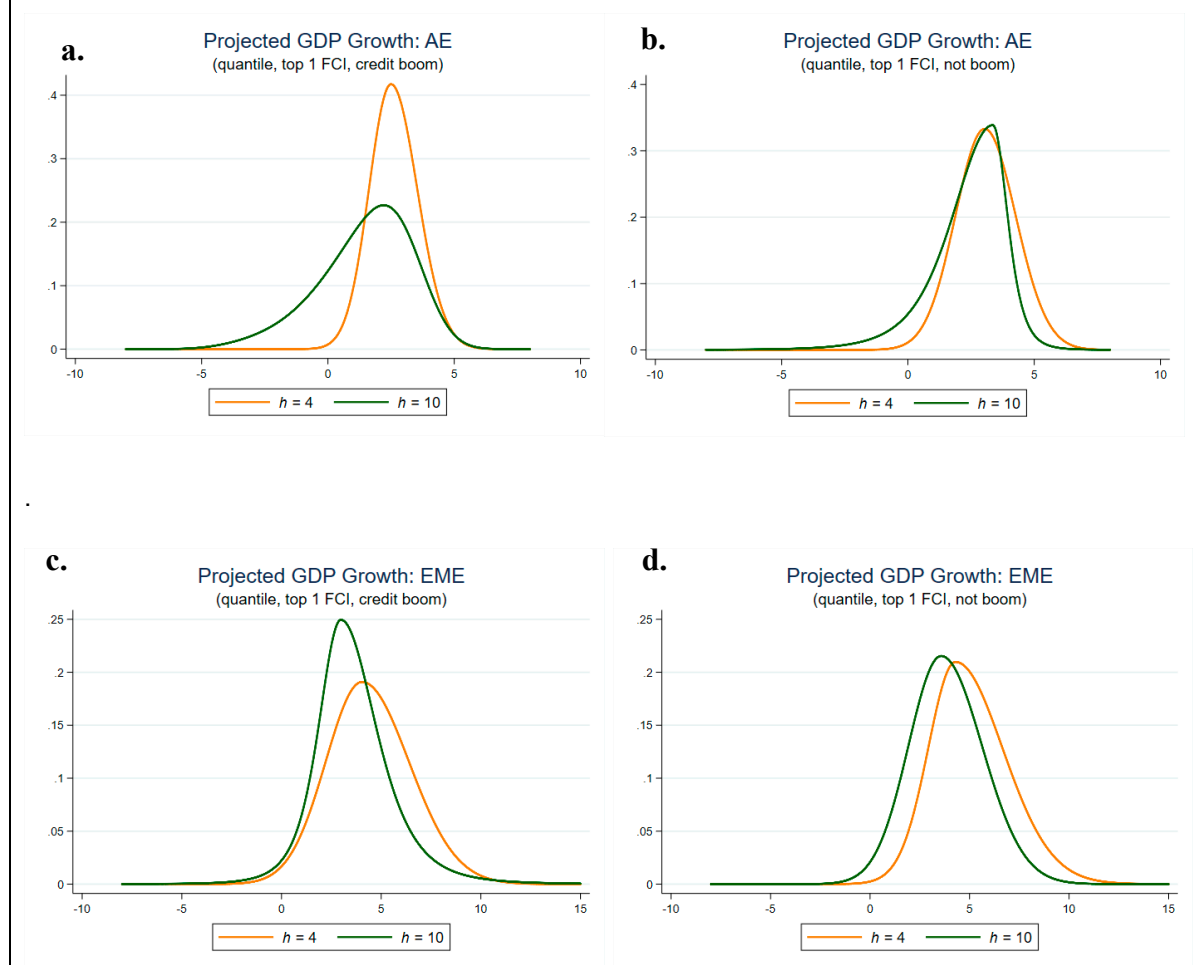 a.
Projected GDP Growth: AE
(quantile, top 1 FCI, credit boom)
.4
.3
.2
.1
0
-10 -5 0 5 10
h = 4 h = 10
b.
Projected GDP Growth: AE
(quantile, top 1 FCI, not boom)
.4
.3
.2
.1
0
-10 -5 0 5 10
h = 4 h = 10
.
c.
Projected GDP Growth: EME
(quantile, top 1 FCI, credit boom)
.25
.2
.15
.1
.05
0
-10 -5 0 5 10 15
h = 4 h = 10
d.
Projected GDP Growth: EME
(quantile, top 1 FCI, not boom)
.25
.2
.15
.1
.05
0
-10 -5 0 5 10 15
h = 4 h = 10